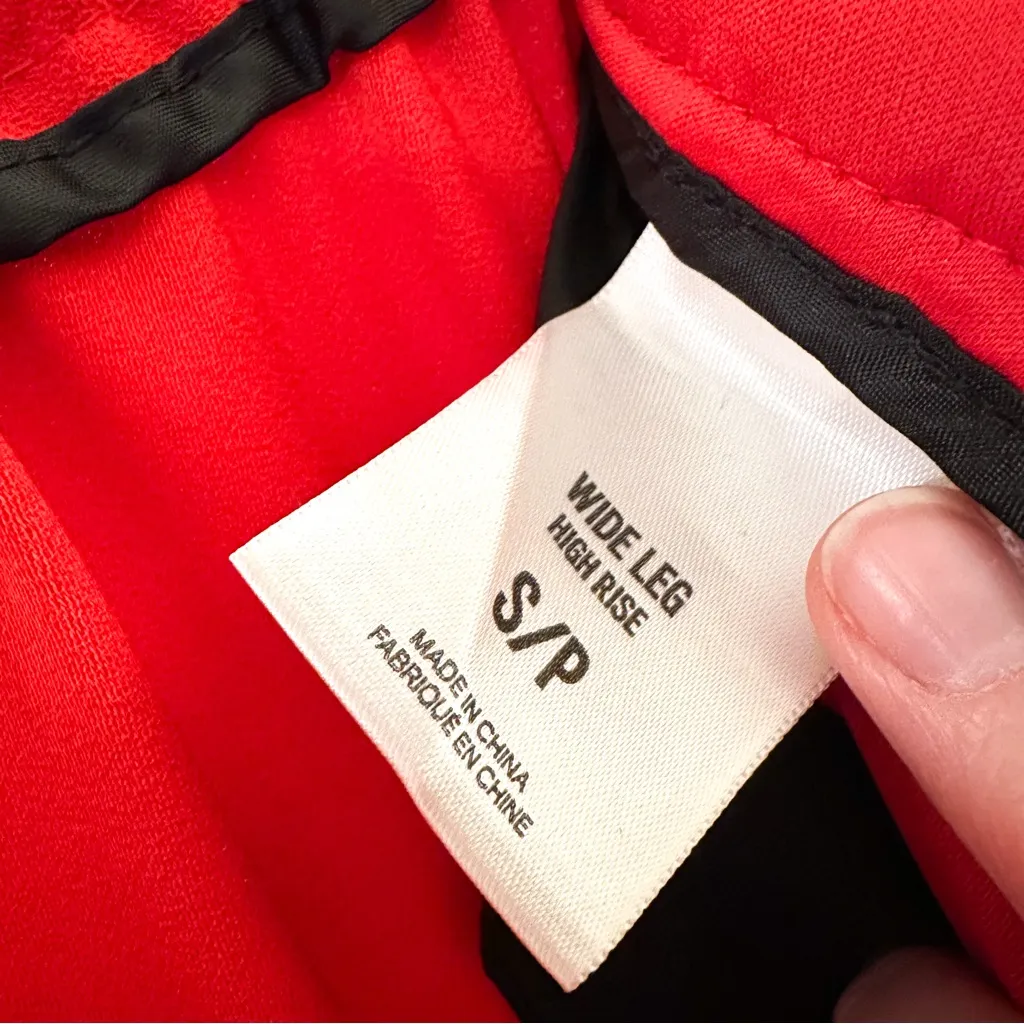 WIDE LEG
HIGH RISE
S/P
MADE IN CHINA
FABRIQUÉ EN CHINE